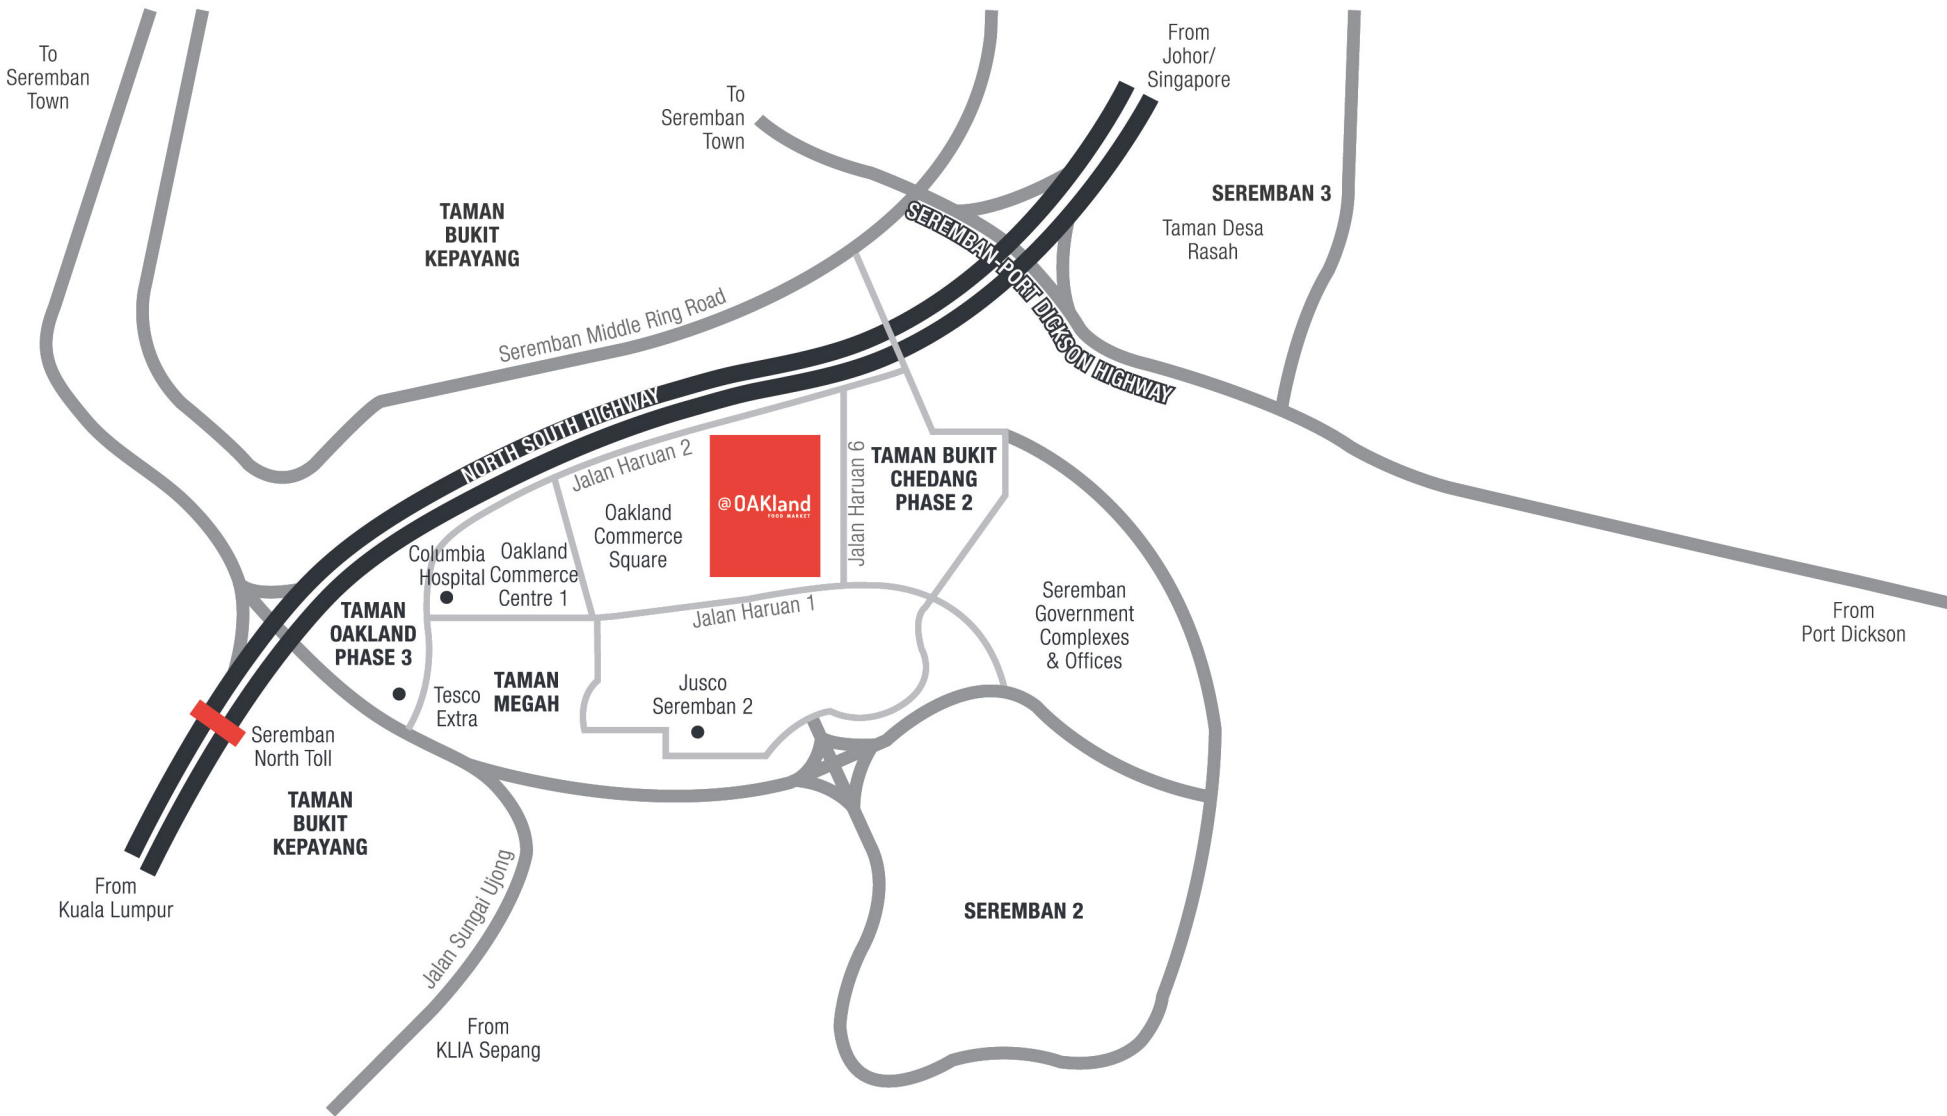 To
Seremban
Town
From
Johor/
Singapore
To
Seremban
Town
SEREMBAN 3
Taman Desa
Rasah
TAMAN
BUKIT
KEPAYANG
SEREMBAN-PORT DICKSON HIGHWAY
Seremban Middle Ring Road
NORTH SOUTH HIGHWAY
Jalan Haruan 2
Jalan Haruan 6
TAMAN BUKIT
CHEDANG
PHASE 2
@OAKland
FOOD MARKET
Oakland
Commerce
Square
Columbia
Hospital
Oakland
Commerce
Centre 1
Jalan Haruan 1
Seremban
Government
Complexes
& Offices
From
Port Dickson
TAMAN
OAKLAND
PHASE 3
Tesco
Extra
TAMAN
MEGAH
Jusco
Seremban 2
Seremban
North Toll
TAMAN
BUKIT
KEPAYANG
From
Kuala Lumpur
Jalan Sungai Ujong
SEREMBAN 2
From
KLIA Sepang